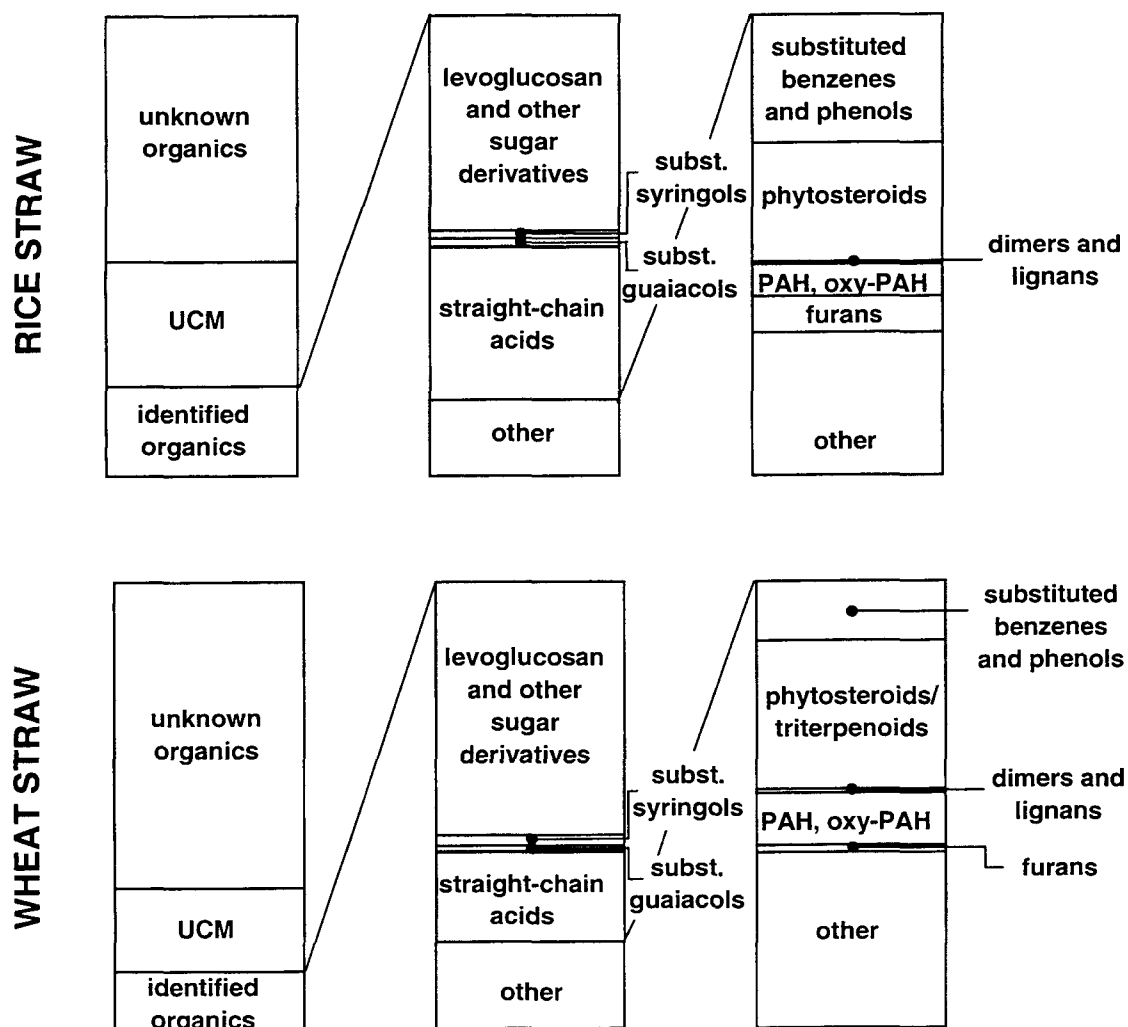 RICE STRAW
unknown
organics
UCM
identified
organics
levoglucosan
and other
sugar
derivatives
straight-chain
acids
other
subst.
syringols
subst.
guaiacols
substituted
benzenes
and phenols
phytosteroids
PAH, oxy-PAH
furans
other
dimers and
lignans
WHEAT STRAW
unknown
organics
UCM
identified
organics
levoglucosan
and other
sugar
derivatives
straight-chain
acids
other
subst.
syringols
subst.
guaiacols
phytosteroids/
triterpenoids
PAH, oxy-PAH
other
substituted
benzenes
and phenols
dimers and
lignans
furans